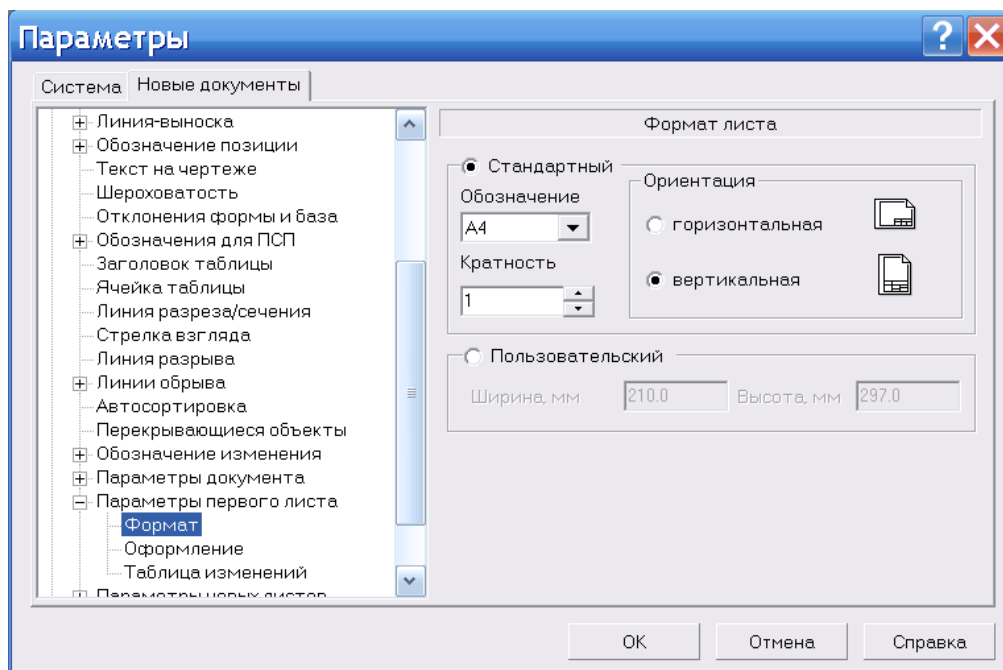 Параметры
Система Новые документы
Линия-выноска
Обозначение позиции
Текст на чертеже
Шероховатость
Отклонения формы и база
Обозначения для ПСП
Заголовок таблицы
Ячейка таблицы
Линия разреза/сечения
Стрелка взгляда
Линия разрыва
Линии обрыва
Автосортировка
Перекрывающиеся объекты
Обозначение изменения
Параметры документа
Параметры первого листа
Формат
Оформление
Таблица изменений
Параметры новых листов
Формат листа
Стандартный
Обозначение
A4
Кратность
1
Ориентация
горизонтальная
вертикальная
Пользовательский
Ширина, мм 210.0 Высота, мм 297.0
OK Отмена Справка